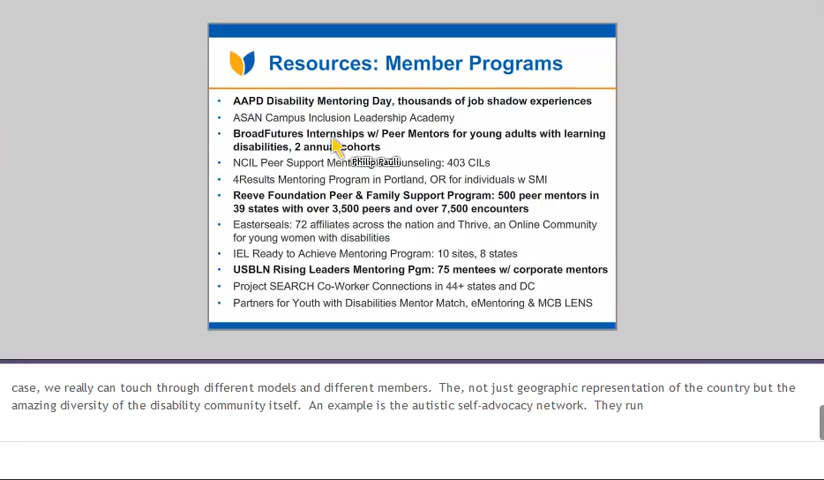 Resources: Member Programs
• AAPD Disability Mentoring Day, thousands of job shadow experiences
• ASAN Campus Inclusion Leadership Academy
• BroadFutures Internships w/ Peer Mentors for young adults with learning
disabilities, 2 annual cohorts
• NCIL Peer Support Mentoring Counseling: 403 CILs
Philip Pauli
• 4Results Mentoring Program in Portland, OR for individuals w SMI
• Reeve Foundation Peer & Family Support Program: 500 peer mentors in
39 states with over 3,500 peers and over 7,500 encounters
• Easterseals: 72 affiliates across the nation and Thrive, an Online Community
for young women with disabilities
• IEL Ready to Achieve Mentoring Program: 10 sites, 8 states
• USBLN Rising Leaders Mentoring Pgm: 75 mentees w/ corporate mentors
• Project SEARCH Co-Worker Connections in 44+ states and DC
• Partners for Youth with Disabilities Mentor Match, eMentoring & MCB LENS
case, we really can touch through different models and different members.  The, not just geographic representation of the country but the
amazing diversity of the disability community itself.  An example is the autistic self-advocacy network.  They run